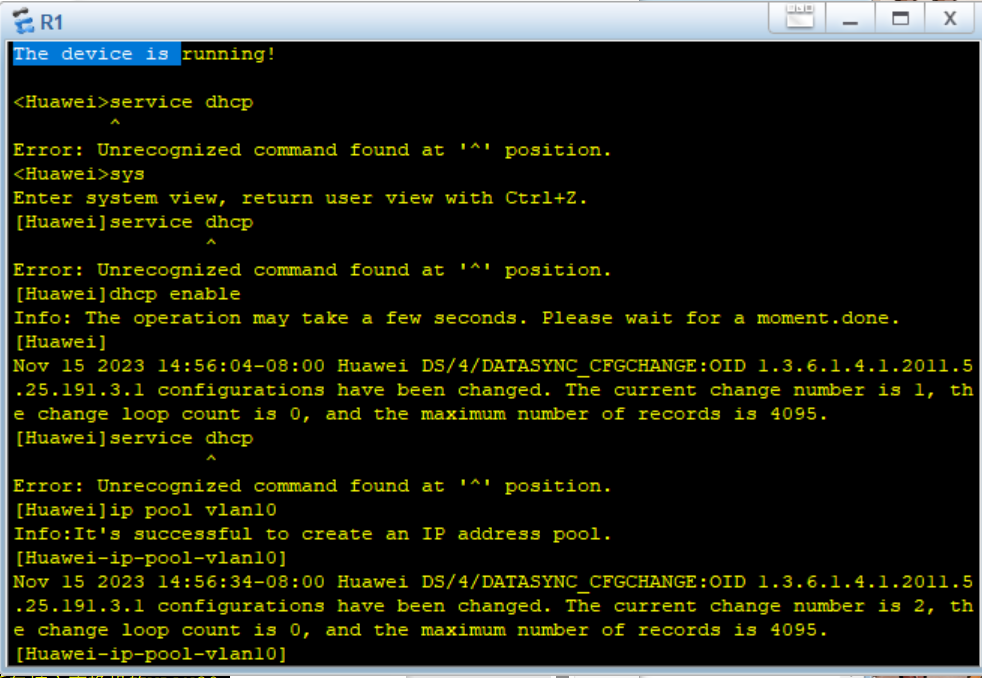 R1
The device is running!
<Huawei>service dhcp
^
Error: Unrecognized command found at '^' position.
<Huawei>sys
Enter system view, return user view with Ctrl+Z.
[Huawei]service dhcp
^
Error: Unrecognized command found at '^' position.
[Huawei]dhcp enable
Info: The operation may take a few seconds. Please wait for a moment.done.
[Huawei]
Nov 15 2023 14:56:04-08:00 Huawei DS/4/DATASYNC_CFGCHANGE:OID 1.3.6.1.4.1.2011.5
.25.191.3.1 configurations have been changed. The current change number is 1, th
e change loop count is 0, and the maximum number of records is 4095.
[Huawei]service dhcp
^
Error: Unrecognized command found at '^' position.
[Huawei]ip pool vlan10
Info:It's successful to create an IP address pool.
[Huawei-ip-pool-vlan10]
Nov 15 2023 14:56:34-08:00 Huawei DS/4/DATASYNC_CFGCHANGE:OID 1.3.6.1.4.1.2011.5
.25.191.3.1 configurations have been changed. The current change number is 2, th
e change loop count is 0, and the maximum number of records is 4095.
[Huawei-ip-pool-vlan10]